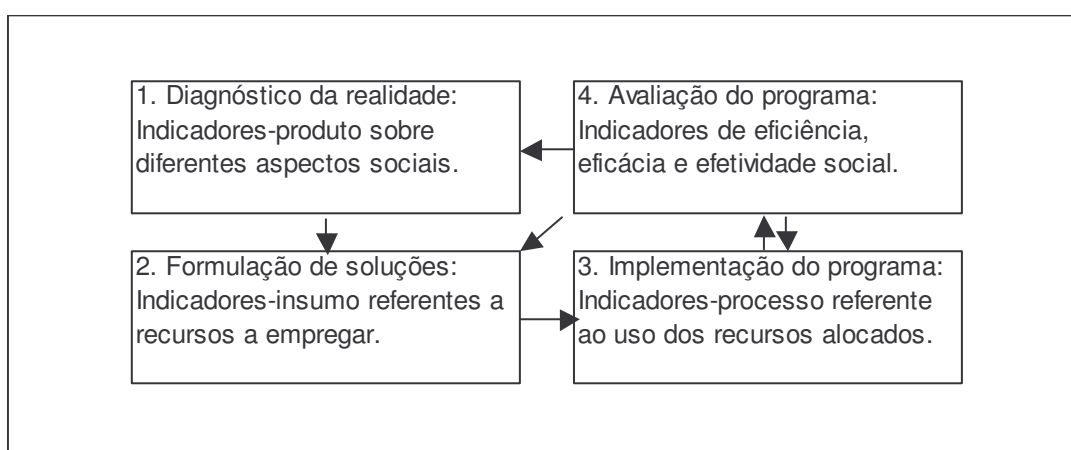 1. Diagnóstico da realidade:
Indicadores-produto sobre
diferentes aspectos sociais.
2. Formulação de soluções:
Indicadores-insumo referentes a
recursos a empregar.
3. Implementação do programa:
Indicadores-processo referente
ao uso dos recursos alocados.
4. Avaliação do programa:
Indicadores de eficiência,
eficácia e efetividade social.